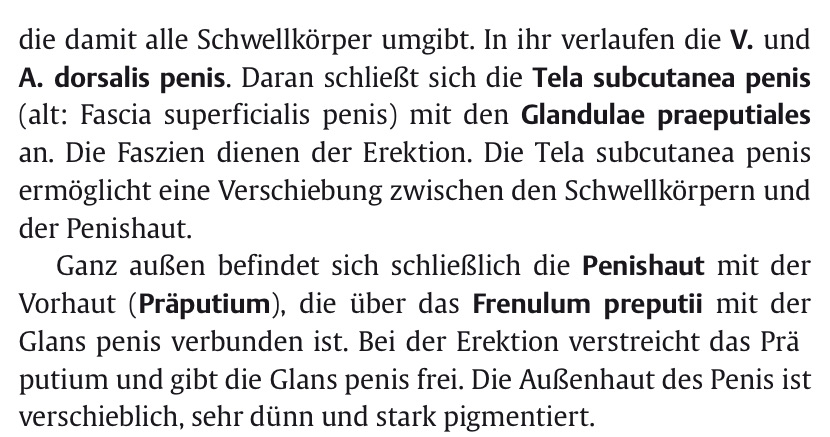 die damit alle Schwellkörper umgibt. In ihr verlaufen die V. und
A. dorsalis penis. Daran schließt sich die Tela subcutanea penis
(alt: Fascia superficialis penis) mit den Glandulae praeputiales
an. Die Faszien dienen der Erektion. Die Tela subcutanea penis
ermöglicht eine Verschiebung zwischen den Schwellkörpern und
der Penishaut.
Ganz außen befindet sich schließlich die Penishaut mit der
Vorhaut (Präputium), die über das Frenulum preputii mit der
Glans penis verbunden ist. Bei der Erektion verstreicht das Prä
putium und gibt die Glans penis frei. Die Außenhaut des Penis ist
verschieblich, sehr dünn und stark pigmentiert.